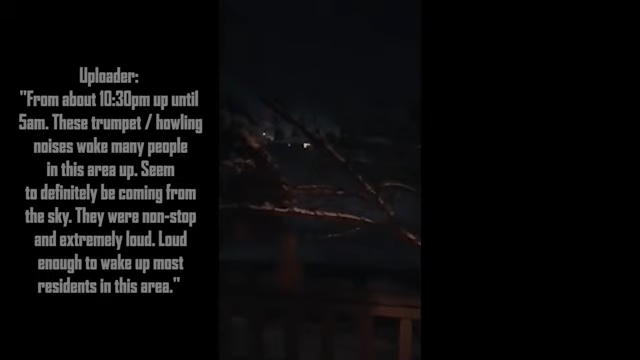 Uploader:
"From about 10:30pm up until
5am. These trumpet / howling
noises woke many people
in this area up. Seem
to definitely be coming from
the sky. They were non-stop
and extremely loud. Loud
enough to wake up most
residents in this area."